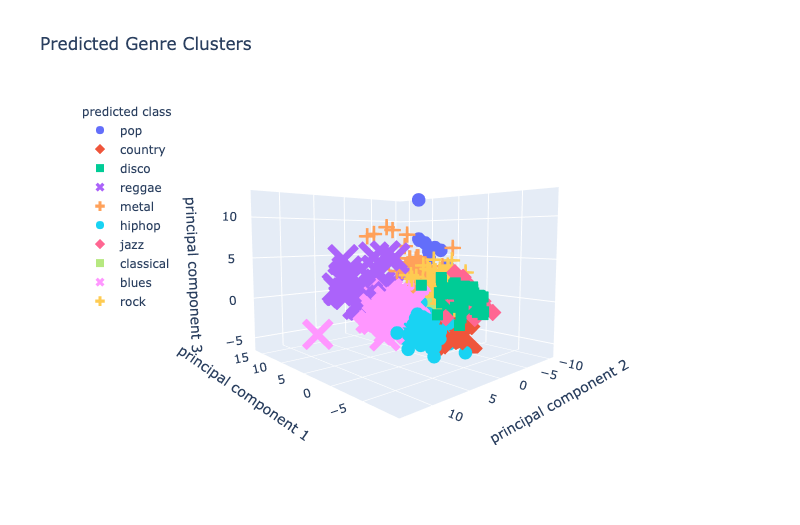 Predicted Genre Clusters
predicted class
pop
country
disco
reggae
metal
hiphop
jazz
classical
blues
rock
principal component 3
10
5
0
−5
principal component 1
15
10
5
0
−5
principal component 2
10
5
0
−5
−10